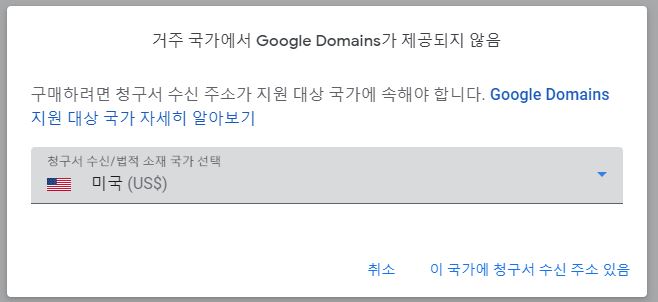 거주 국가에서 Google Domains가 제공되지 않음
구매하려면 청구서 수신 주소가 지원 대상 국가에 속해야 합니다. Google Domains
지원 대상 국가 자세히 알아보기
청구서 수신/법적 소재 국가 선택
미국 (US$)
취소 이 국가에 청구서 수신 주소 있음